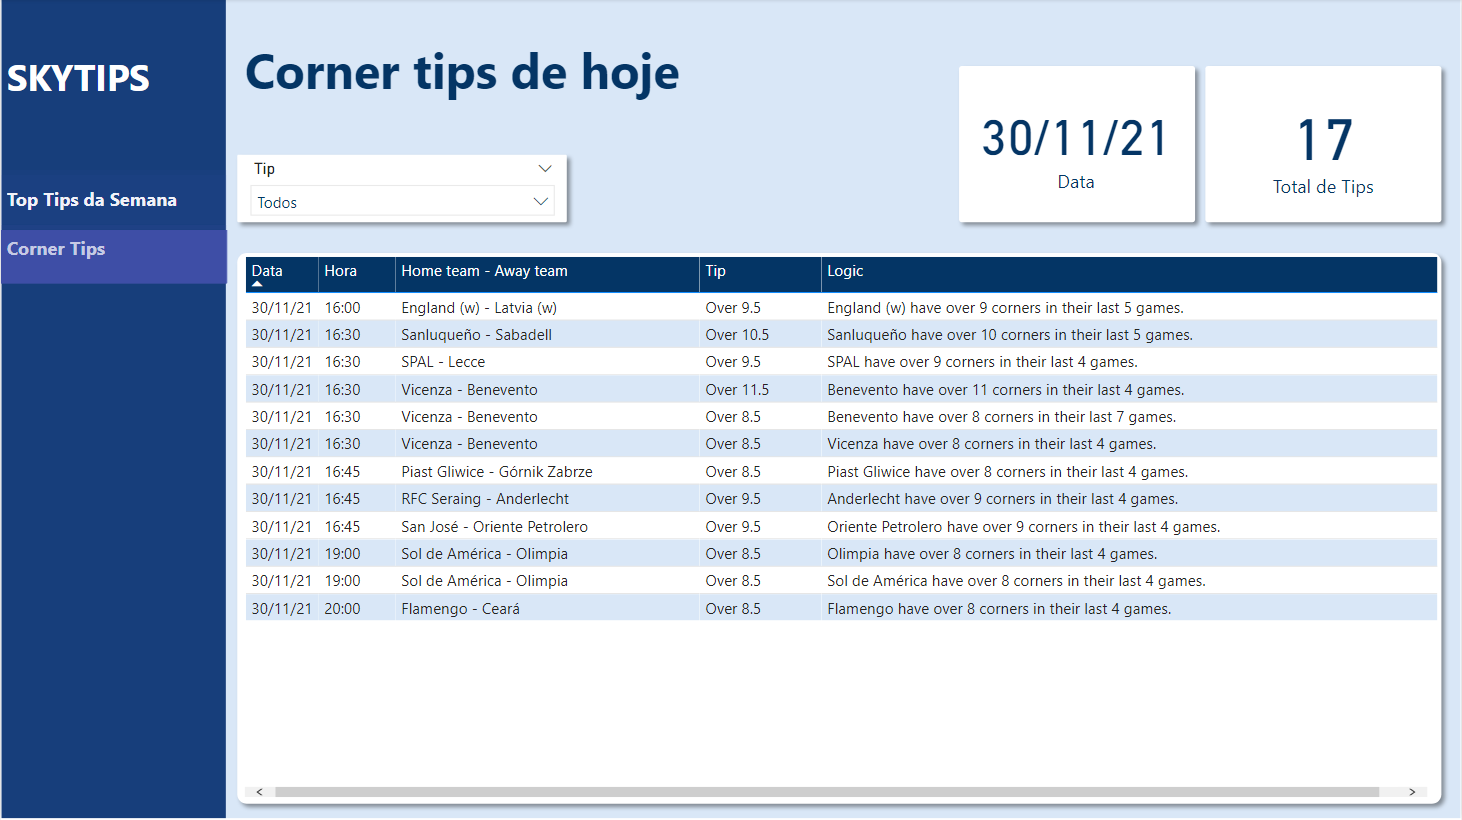 SKYTIPS
Top Tips da Semana
Corner Tips
Corner tips de hoje
Tip
Todos
30/11/21
Data
17
Total de Tips
Data Hora Home team - Away team Tip Logic
30/11/21 16:00 England (w) - Latvia (w) Over 9.5 England (w) have over 9 corners in their last 5 games.
30/11/21 16:30 Sanluqueño - Sabadell Over 10.5 Sanluqueño have over 10 corners in their last 5 games.
30/11/21 16:30 SPAL - Lecce Over 9.5 SPAL have over 9 corners in their last 4 games.
30/11/21 16:30 Vicenza - Benevento Over 11.5 Benevento have over 11 corners in their last 4 games.
30/11/21 16:30 Vicenza - Benevento Over 8.5 Benevento have over 8 corners in their last 7 games.
30/11/21 16:30 Vicenza - Benevento Over 8.5 Vicenza have over 8 corners in their last 4 games.
30/11/21 16:45 Piast Gliwice - Górnik Zabrze Over 8.5 Piast Gliwice have over 8 corners in their last 4 games.
30/11/21 16:45 RFC Seraing - Anderlecht Over 9.5 Anderlecht have over 9 corners in their last 4 games.
30/11/21 16:45 San José - Oriente Petrolero Over 9.5 Oriente Petrolero have over 9 corners in their last 4 games.
30/11/21 19:00 Sol de América - Olimpia Over 8.5 Olimpia have over 8 corners in their last 4 games.
30/11/21 19:00 Sol de América - Olimpia Over 8.5 Sol de América have over 8 corners in their last 4 games.
30/11/21 20:00 Flamengo - Ceará Over 8.5 Flamengo have over 8 corners in their last 4 games.